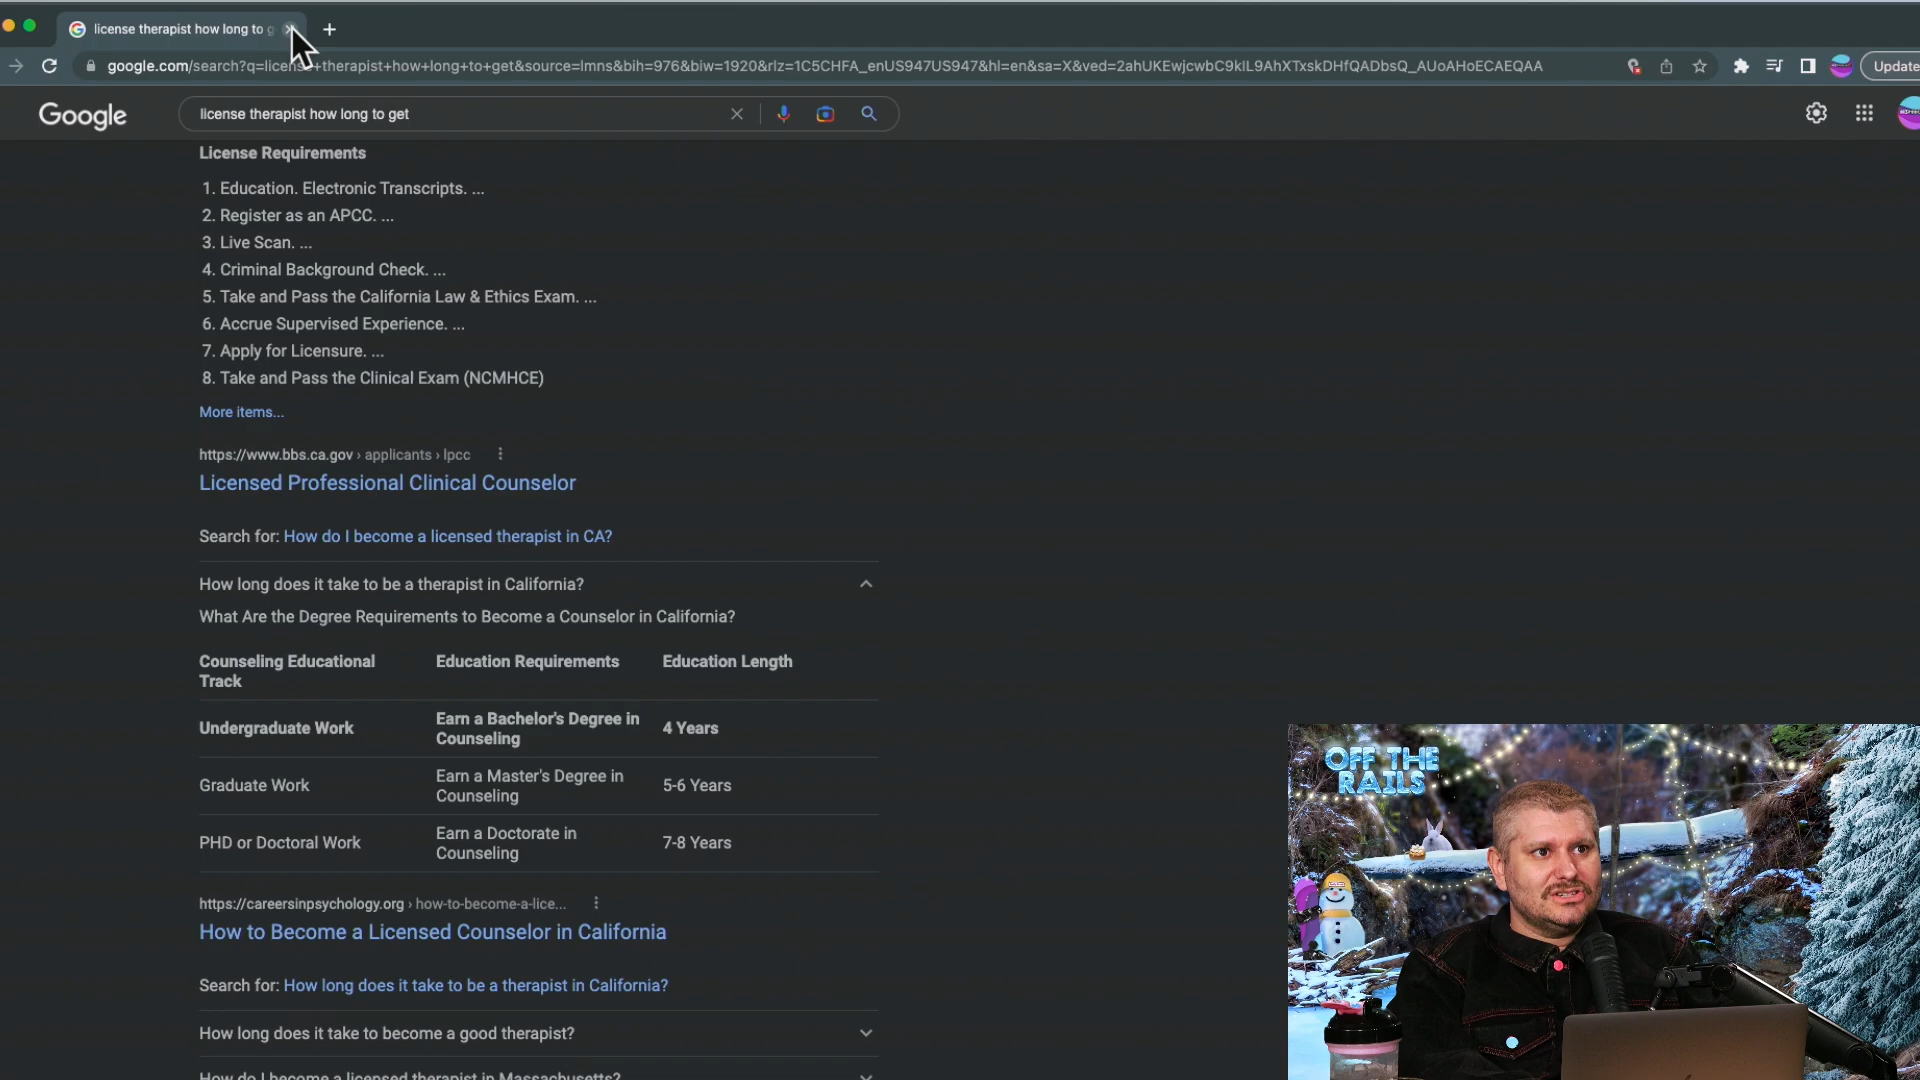 license therapist how long to g
google.com/search?q=license+therapist+how+long+to+get&source=lmns&bih=976&biw=1920&rlz=1C5CHFA_enUS947US947&hl=en&sa=X&ved=2ahUKEwjcwbC9klL9AhXTxskDHfQADbsQ_AUoAHoECAEQAA
Update
Google
license therapist how long to get
License Requirements
1. Education. Electronic Transcripts. ...
2. Register as an APCC. ...
3. Live Scan. ...
4. Criminal Background Check. ...
5. Take and Pass the California Law & Ethics Exam. ...
6. Accrue Supervised Experience. ...
7. Apply for Licensure. ...
8. Take and Pass the Clinical Exam (NCMHCE)
More items...
https://www.bbs.ca.gov › applicants › lpcc
Licensed Professional Clinical Counselor
Search for: How do I become a licensed therapist in CA?
How long does it take to be a therapist in California?
What Are the Degree Requirements to Become a Counselor in California?
Counseling Educational Track Education Requirements Education Length
Undergraduate Work Earn a Bachelor's Degree in Counseling 4 Years
Graduate Work Earn a Master's Degree in Counseling 5-6 Years
PHD or Doctoral Work Earn a Doctorate in Counseling 7-8 Years
https://careersinpsychology.org › how-to-become-a-lice...
How to Become a Licensed Counselor in California
Search for: How long does it take to be a therapist in California?
How long does it take to become a good therapist?
How do I become a licensed therapist in Massachusetts?
OFF THE
RAILS